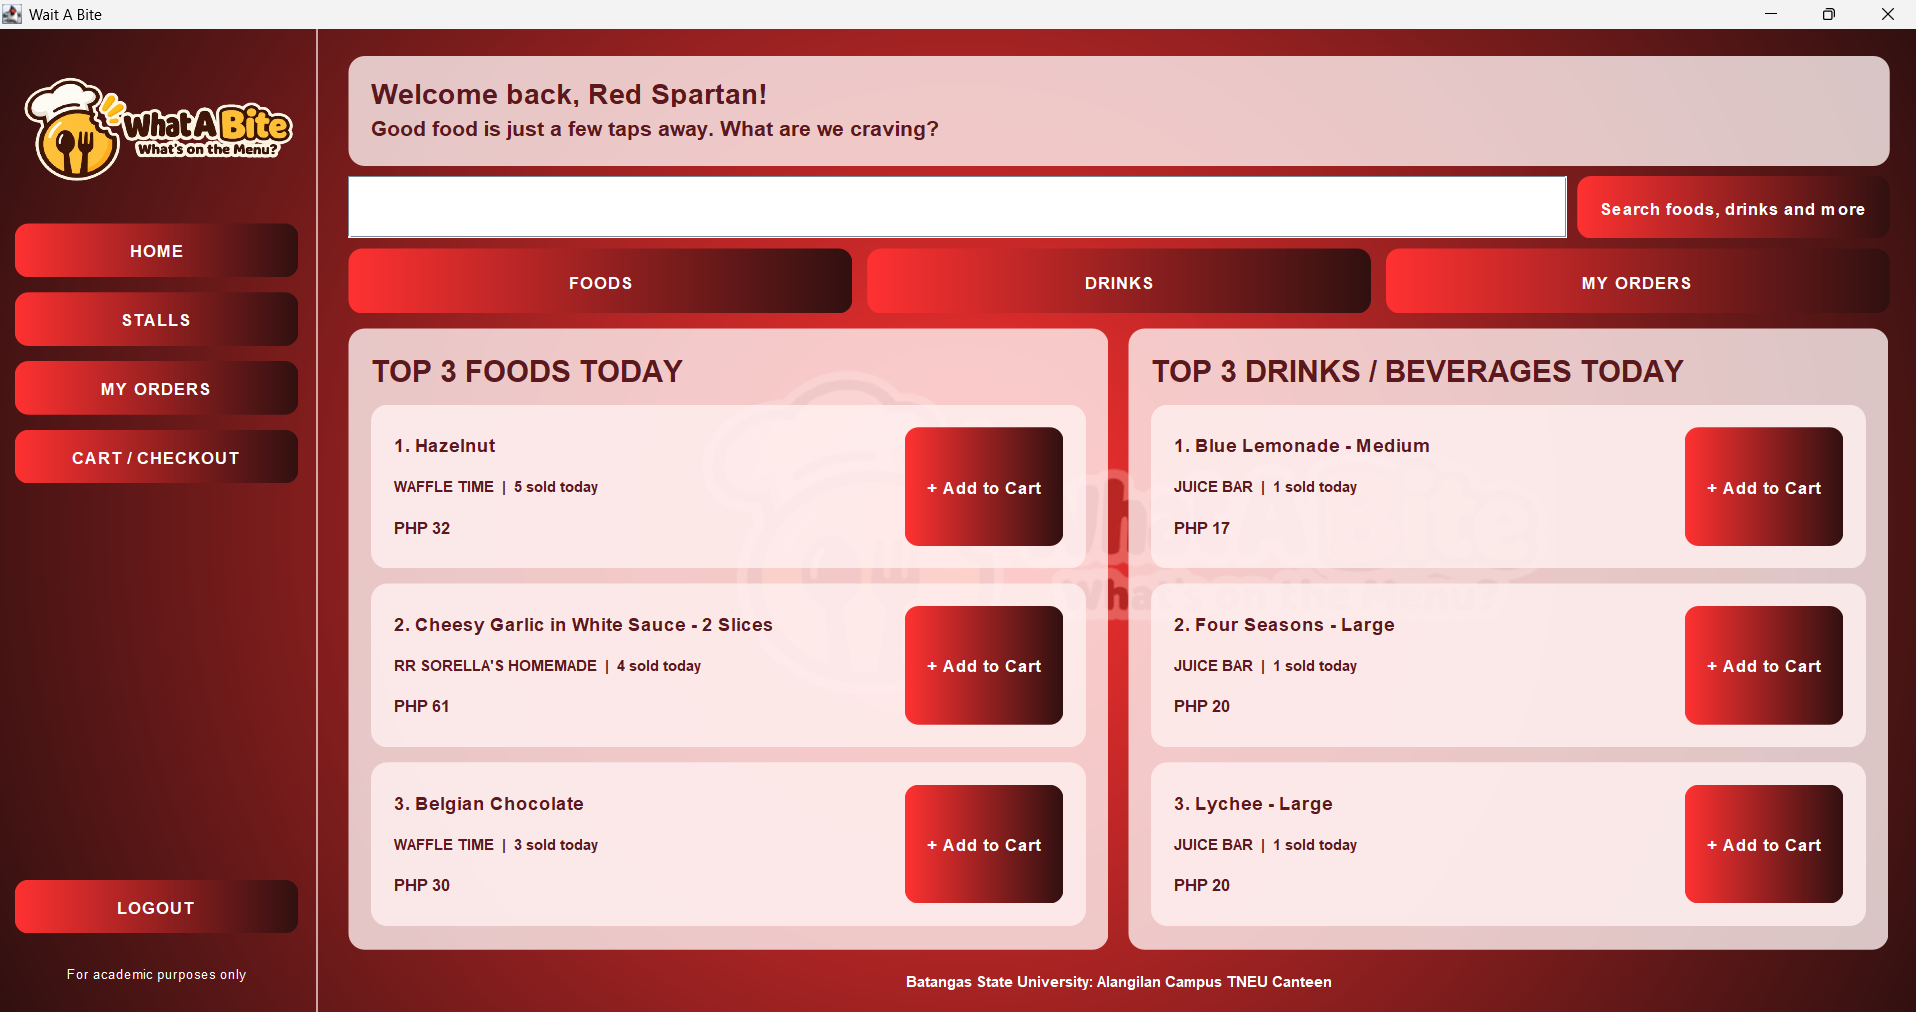 Wait A Bite
WhatABite
What's on the Menu?
HOME
STALLS
MY ORDERS
CART / CHECKOUT
LOGOUT
For academic purposes only
Welcome back, Red Spartan!
Good food is just a few taps away. What are we craving?
Search foods, drinks and more
FOODS
DRINKS
MY ORDERS
TOP 3 FOODS TODAY
1. Hazelnut
WAFFLE TIME | 5 sold today
PHP 32
+ Add to Cart
2. Cheesy Garlic in White Sauce - 2 Slices
RR SORELLA'S HOMEMADE | 4 sold today
PHP 61
+ Add to Cart
3. Belgian Chocolate
WAFFLE TIME | 3 sold today
PHP 30
+ Add to Cart
TOP 3 DRINKS / BEVERAGES TODAY
1. Blue Lemonade - Medium
JUICE BAR | 1 sold today
PHP 17
+ Add to Cart
2. Four Seasons - Large
JUICE BAR | 1 sold today
PHP 20
+ Add to Cart
3. Lychee - Large
JUICE BAR | 1 sold today
PHP 20
+ Add to Cart
WhatABite
What's on the Menu?
Batangas State University: Alangilan Campus TNEU Canteen